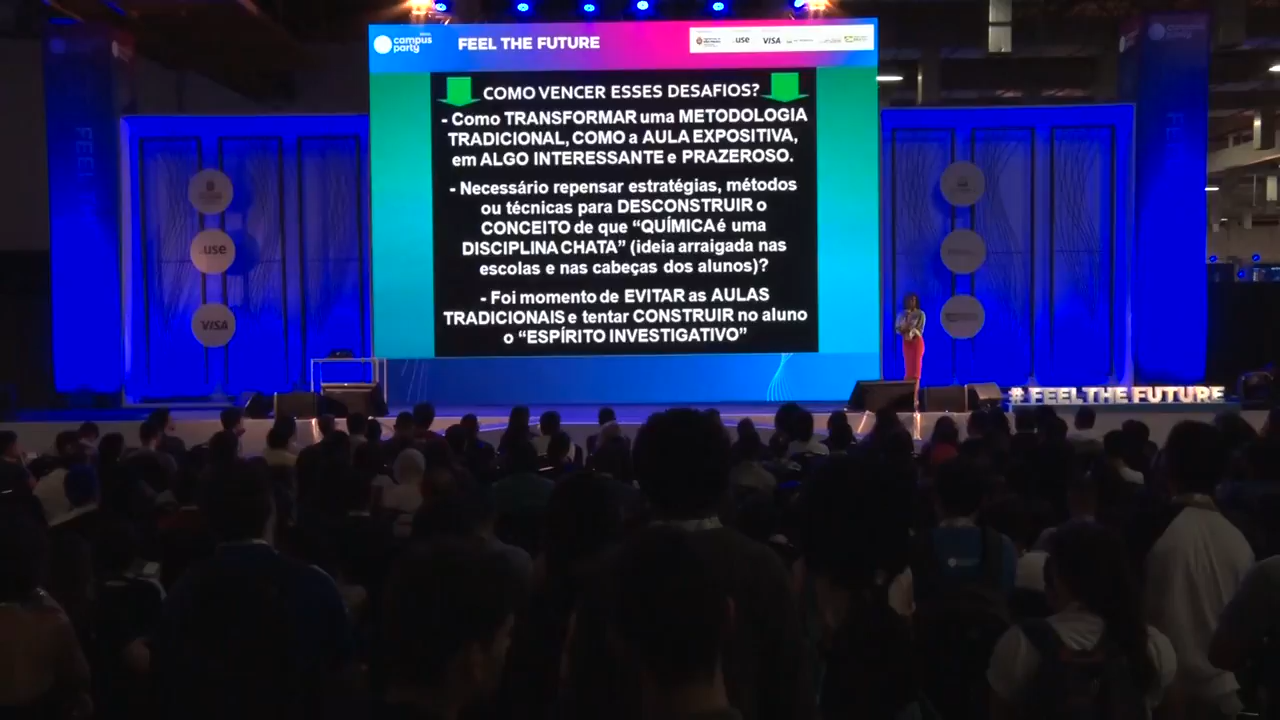 campus
party
FEEL THE FUTURE
.use
VISA
COMO VENCER ESSES DESAFIOS?
- Como TRANSFORMAR uma METODOLOGIA
TRADICIONAL, COMO a AULA EXPOSITIVA,
em ALGO INTERESSANTE e PRAZEROSO.
- Necessário repensar estratégias, métodos
ou técnicas para DESCONSTRUIR o
CONCEITO de que “QUÍMICA é uma
DISCIPLINA CHATA” (ideia arraigada nas
escolas e nas cabeças dos alunos)?
- Foi momento de EVITAR as AULAS
TRADICIONAIS e tentar CONSTRUIR no aluno
o “ESPÍRITO INVESTIGATIVO”
.use
VISA
# FEEL THE FUTURE